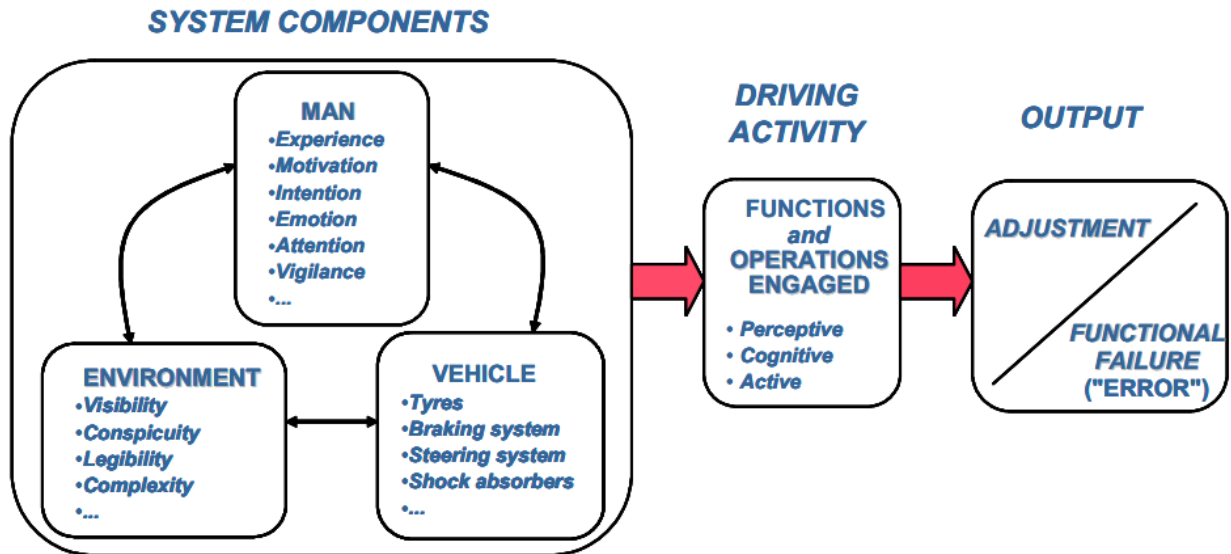 SYSTEM COMPONENTS
MAN
•Experience
•Motivation
•Intention
•Emotion
•Attention
•Vigilance
•...
ENVIRONMENT
•Visibility
•Conspicuity
•Legibility
•Complexity
•...
VEHICLE
•Tyres
•Braking system
•Steering system
•Shock absorbers
•...
DRIVING
ACTIVITY
FUNCTIONS
and
OPERATIONS
ENGAGED
• Perceptive
• Cognitive
• Active
OUTPUT
ADJUSTMENT
FUNCTIONAL
FAILURE
("ERROR")